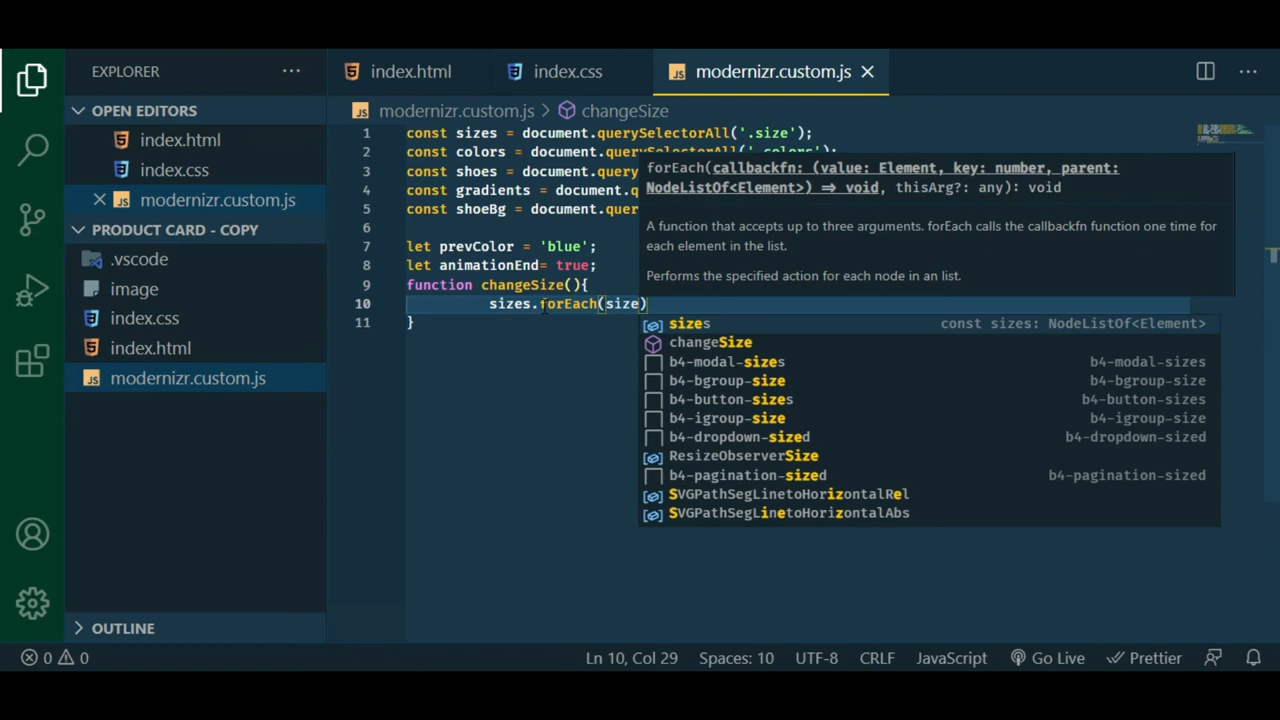 EXPLORER
index.html
index.css
modernizr.custom.js
OPEN EDITORS
modernizr.custom.js > changeSize
index.html
index.css
modernizr.custom.js
PRODUCT CARD - COPY
.vscode
image
index.css
index.html
modernizr.custom.js
OUTLINE
1 const sizes = document.querySelectorAll('.size');
2 const colors = document.querySelectorAll('.colors');
3 const shoes = document.query
4 const gradients = document.q
5 const shoeBg = document.quer
6
7 let prevColor = 'blue';
8 let animationEnd= true;
9 function changeSize(){
10 sizes.forEach(size)
11 }
forEach(callbackfn: (value: Element, key: number, parent:
NodeListOf<Element>) => void, thisArg?: any): void
A function that accepts up to three arguments. forEach calls the callbackfn function one time for
each element in the list.
Performs the specified action for each node in an list.
sizes const sizes: NodeListOf<Element>
changeSize
b4-modal-sizes b4-modal-sizes
b4-bgroup-size b4-bgroup-size
b4-button-sizes b4-button-sizes
b4-igroup-size b4-igroup-size
b4-dropdown-sized b4-dropdown-sized
ResizeObserverSize
b4-pagination-sized b4-pagination-sized
SVGPathSegLinetoHorizontalRel
SVGPathSegLinetoHorizontalAbs
0 0 Ln 10, Col 29 Spaces: 10 UTF-8 CRLF JavaScript Go Live Prettier